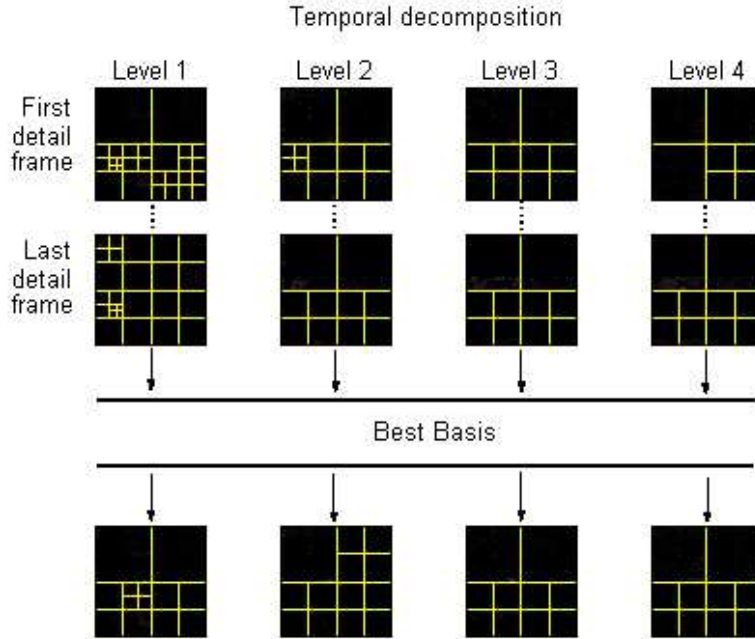 Temporal decomposition
Level 1 Level 2 Level 3 Level 4
First
detail
frame
Last
detail
frame
Best Basis